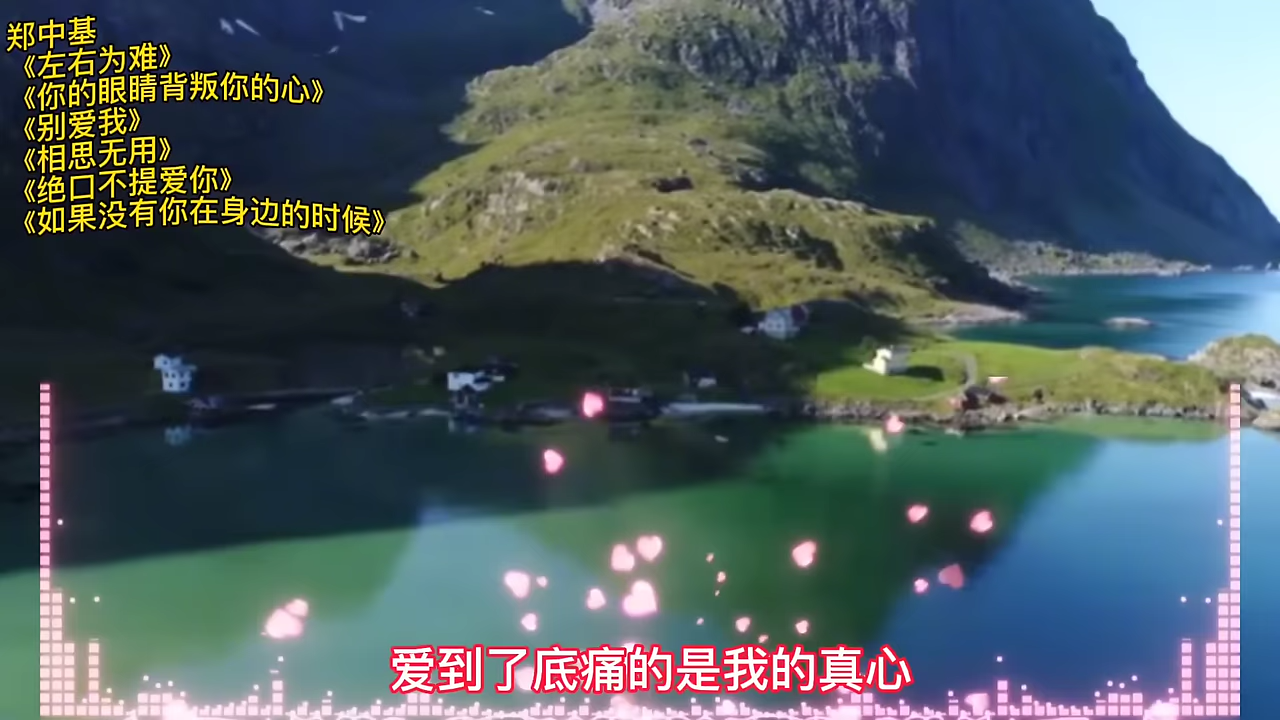 郑中基
《左右为难》
《你的眼睛背叛你的心》
《别爱我》
《相思无用》
《绝口不提爱你》
《如果没有你在身边的时候》
爱到了底痛的是我的真心